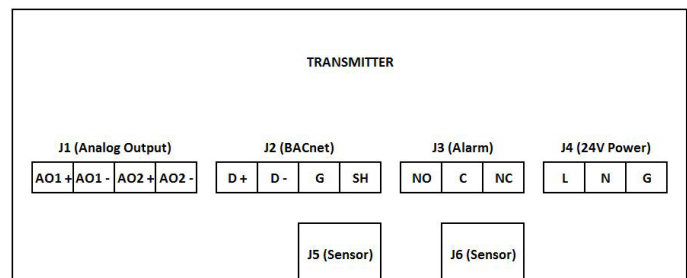 TRANSMITTER
J1 (Analog Output) J2 (BACnet) J3 (Alarm) J4 (24V Power)
AO1 + AO1 - AO2 + AO2 - D + D - G SH NO C NC L N G
J5 (Sensor) J6 (Sensor)